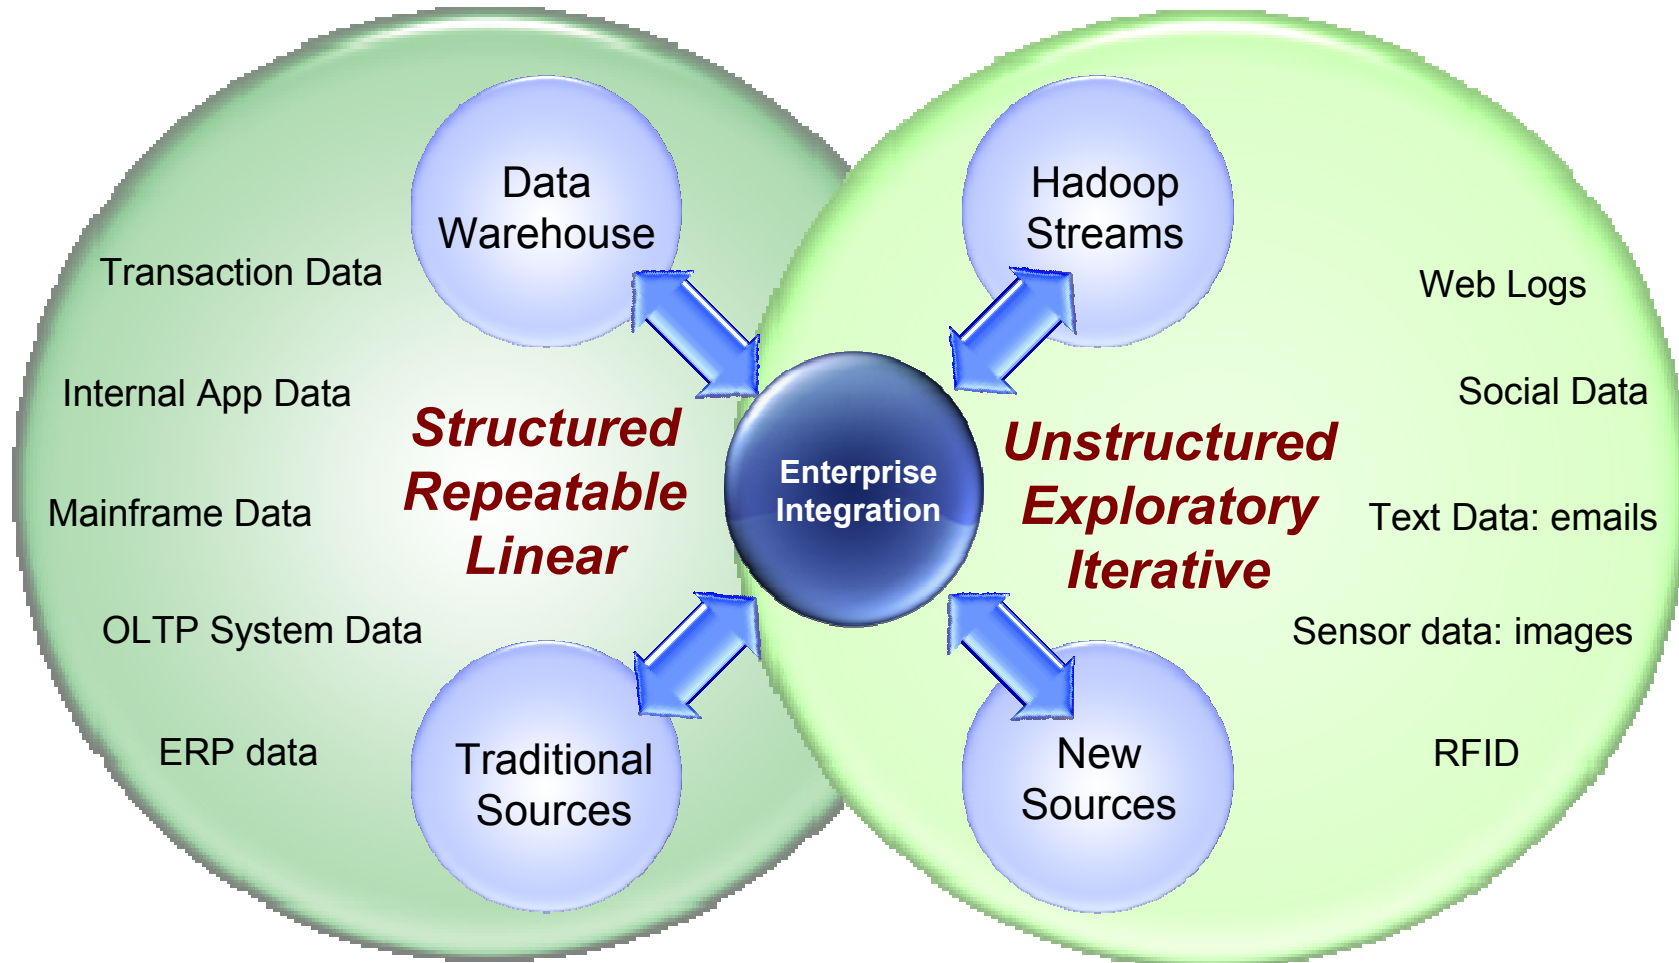 Data
Warehouse
Transaction Data
Internal App Data
Mainframe Data
OLTP System Data
ERP data
Structured
Repeatable
Linear
Traditional
Sources
Enterprise
Integration
Hadoop
Streams
Unstructured
Exploratory
Iterative
New
Sources
Web Logs
Social Data
Text Data: emails
Sensor data: images
RFID